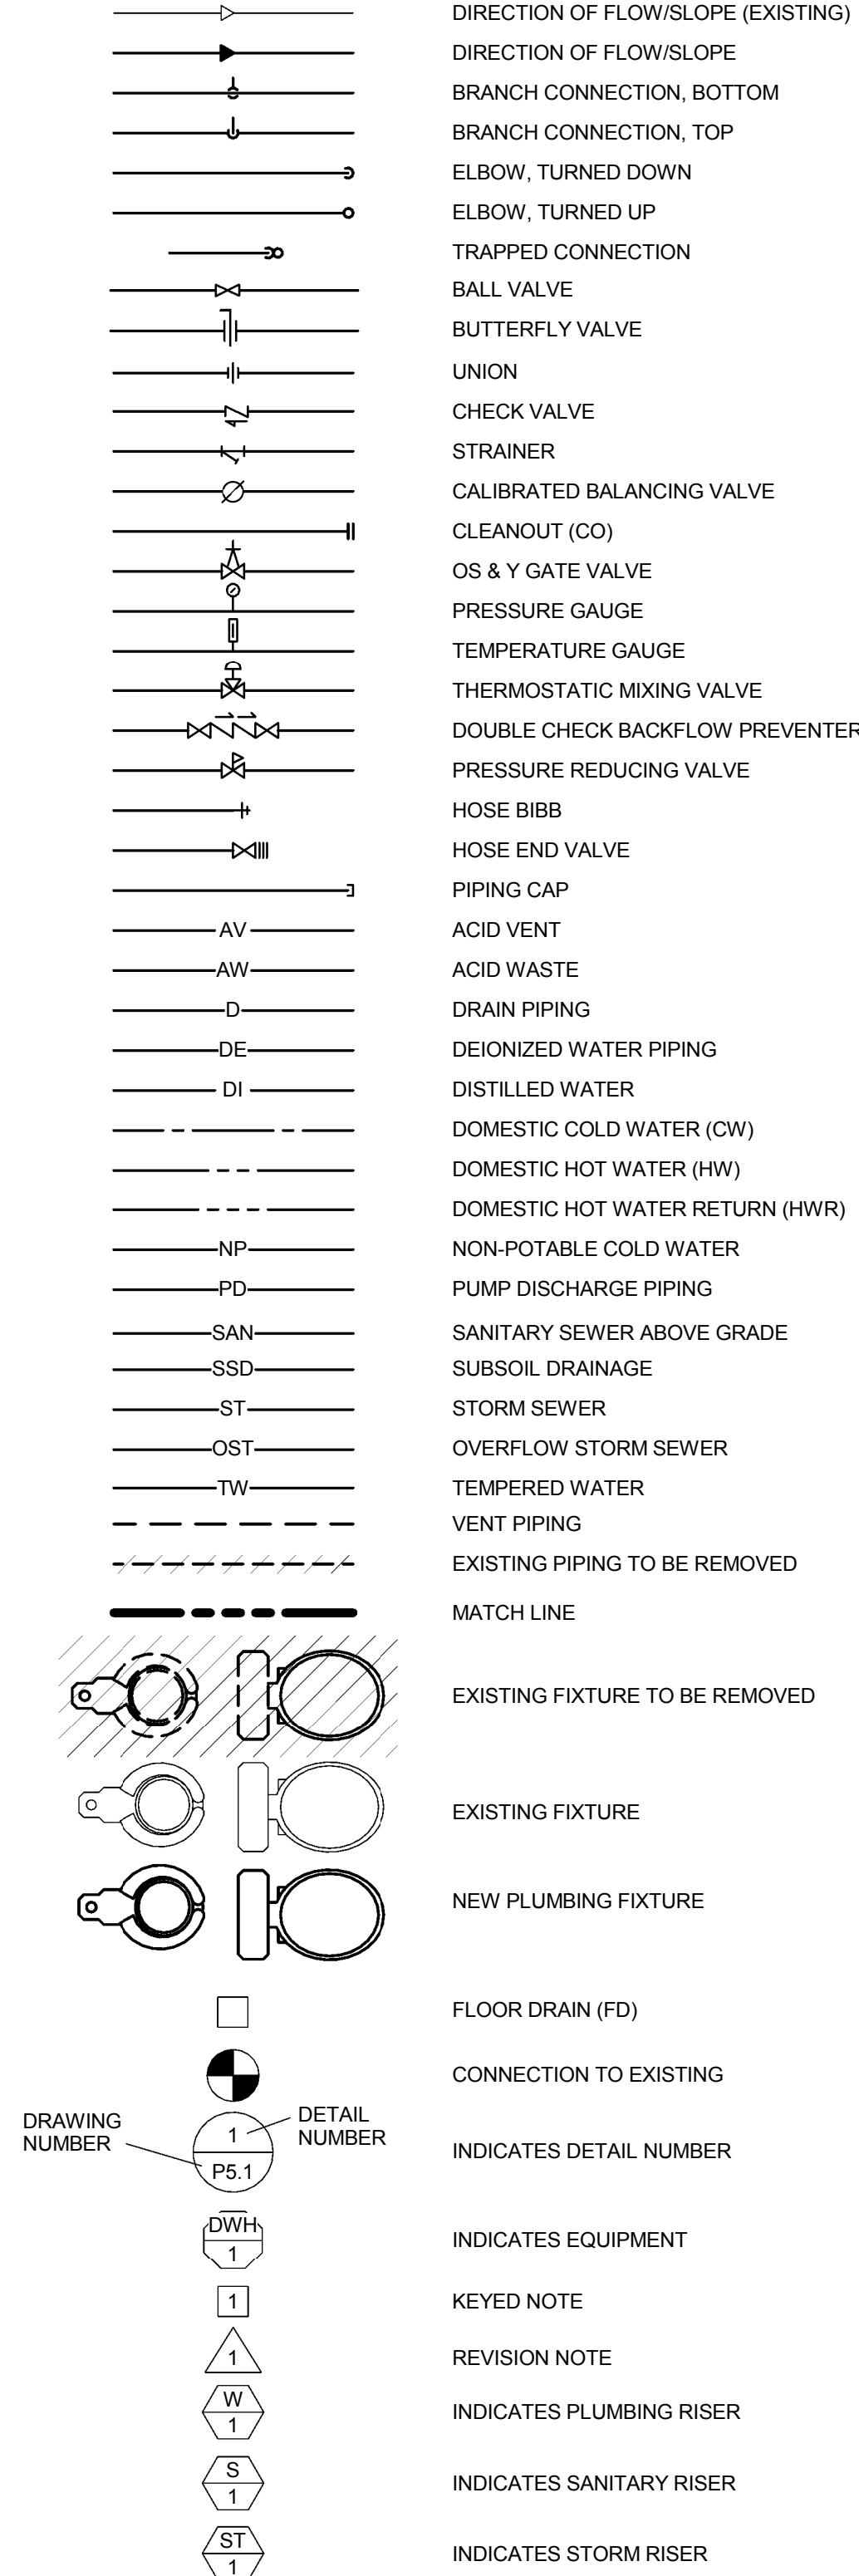 DIRECTION OF FLOW/SLOPE (EXISTING)
DIRECTION OF FLOW/SLOPE
BRANCH CONNECTION, BOTTOM
BRANCH CONNECTION, TOP
ELBOW, TURNED DOWN
ELBOW, TURNED UP
TRAPPED CONNECTION
BALL VALVE
BUTTERFLY VALVE
UNION
CHECK VALVE
STRAINER
CALIBRATED BALANCING VALVE
CLEANOUT (CO)
OS & Y GATE VALVE
PRESSURE GAUGE
TEMPERATURE GAUGE
THERMOSTATIC MIXING VALVE
DOUBLE CHECK BACKFLOW PREVENTER
PRESSURE REDUCING VALVE
HOSE BIBB
HOSE END VALVE
PIPING CAP
AV ACID VENT
AW ACID WASTE
D DRAIN PIPING
DE DEIONIZED WATER PIPING
DI DISTILLED WATER
DOMESTIC COLD WATER (CW)
DOMESTIC HOT WATER (HW)
DOMESTIC HOT WATER RETURN (HWR)
NP NON-POTABLE COLD WATER
PD PUMP DISCHARGE PIPING
SAN SANITARY SEWER ABOVE GRADE
SSD SUBSOIL DRAINAGE
ST STORM SEWER
OST OVERFLOW STORM SEWER
TW TEMPERED WATER
VENT PIPING
EXISTING PIPING TO BE REMOVED
MATCH LINE
EXISTING FIXTURE TO BE REMOVED
EXISTING FIXTURE
NEW PLUMBING FIXTURE
FLOOR DRAIN (FD)
CONNECTION TO EXISTING
DRAWING
NUMBER
1
P5.1
DETAIL
NUMBER
INDICATES DETAIL NUMBER
DWH
1
INDICATES EQUIPMENT
1 KEYED NOTE
1 REVISION NOTE
W
1
INDICATES PLUMBING RISER
S
1
INDICATES SANITARY RISER
ST
1
INDICATES STORM RISER